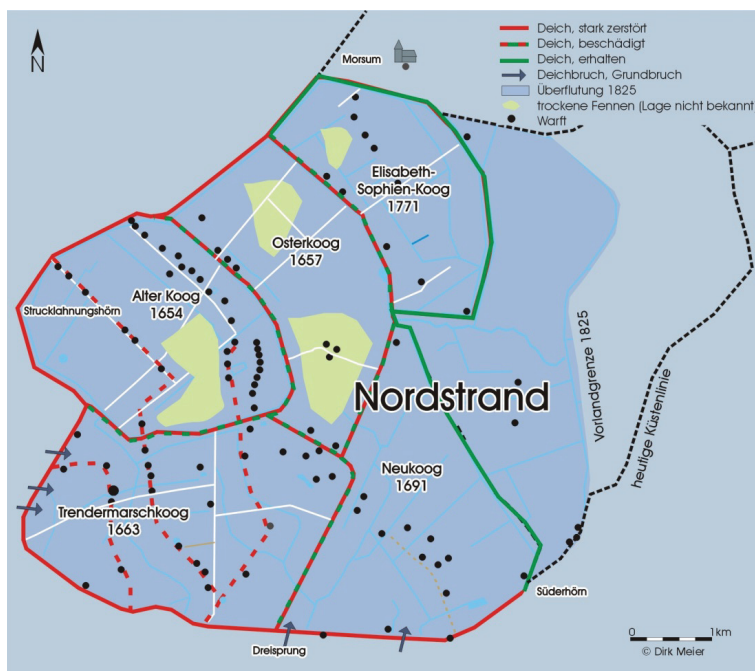 N
Morsum
Deich, stark zerstört
Deich, beschädigt
Deich, erhalten
Deichbruch, Grundbruch
Überflutung 1825
trockene Fennen (Lage nicht bekannt
Warft
Elisabeth-
Sophien-Koog
1771
Osterkoog
1657
Alter Koog
1654
Strucklahnungshörn
Nordstrand
Vorlandgrenze 1825
heutige Küstenlinie
Neukoog
1691
Trendermarschkoog
1663
Süderhörn
Dreisprung
0
1km
© Dirk Meier